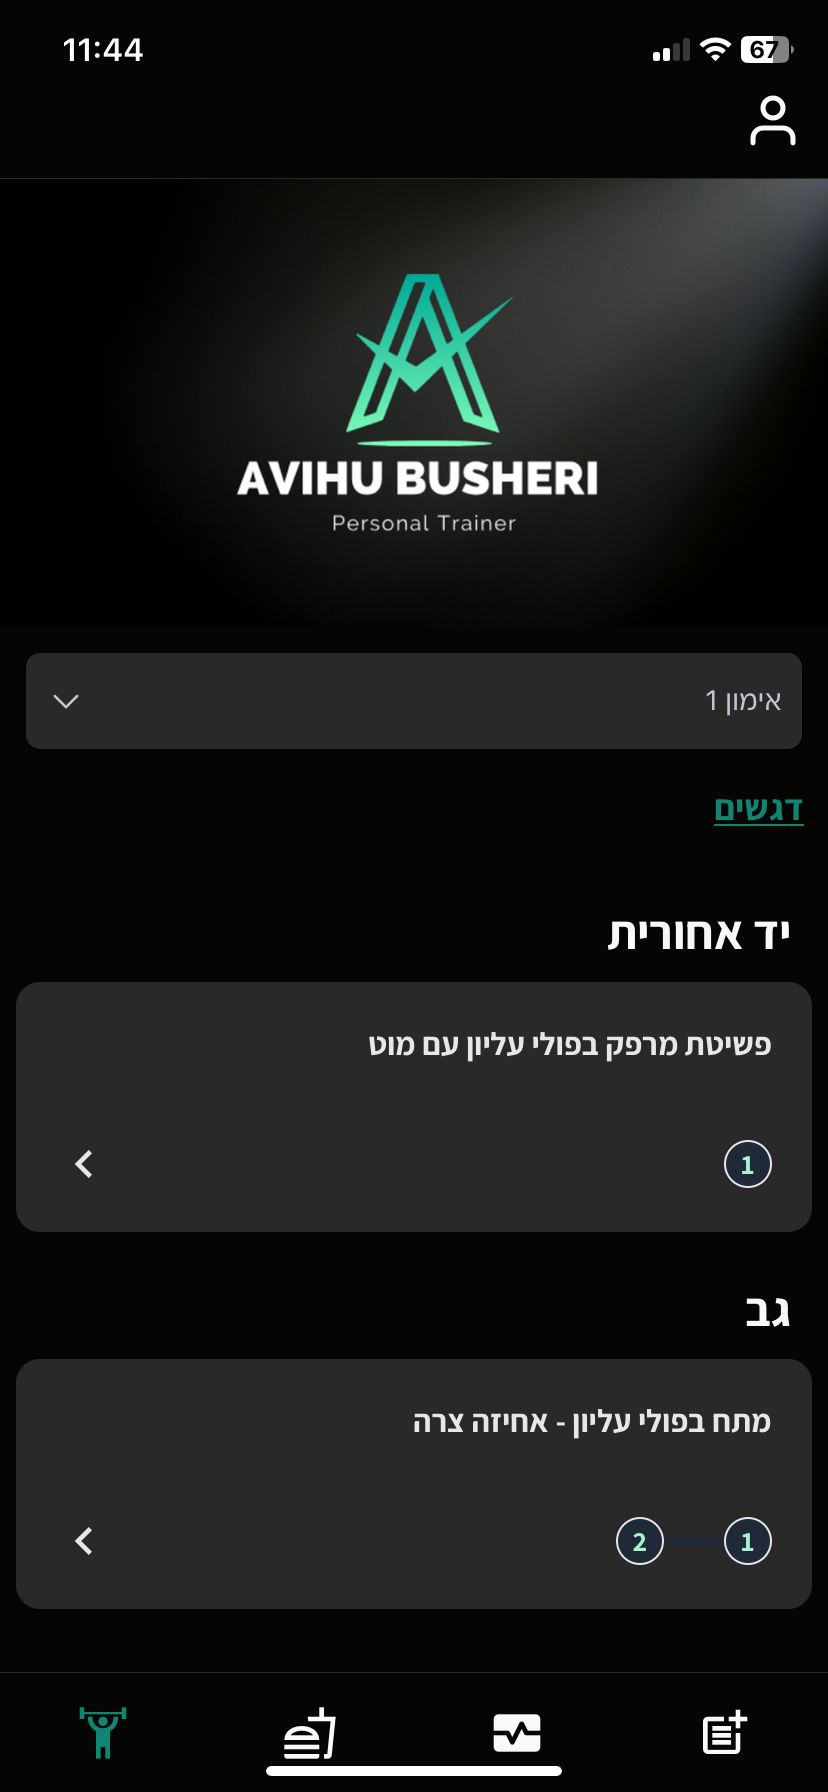 11:44
67
AVIHU BUSHERI
Personal Trainer
אימון 1
דגשים
יד אחורית
פשיטת מרפק בפולי עליון עם מוט
1
גב
מתח בפולי עליון - אחיזה צרה
1 2